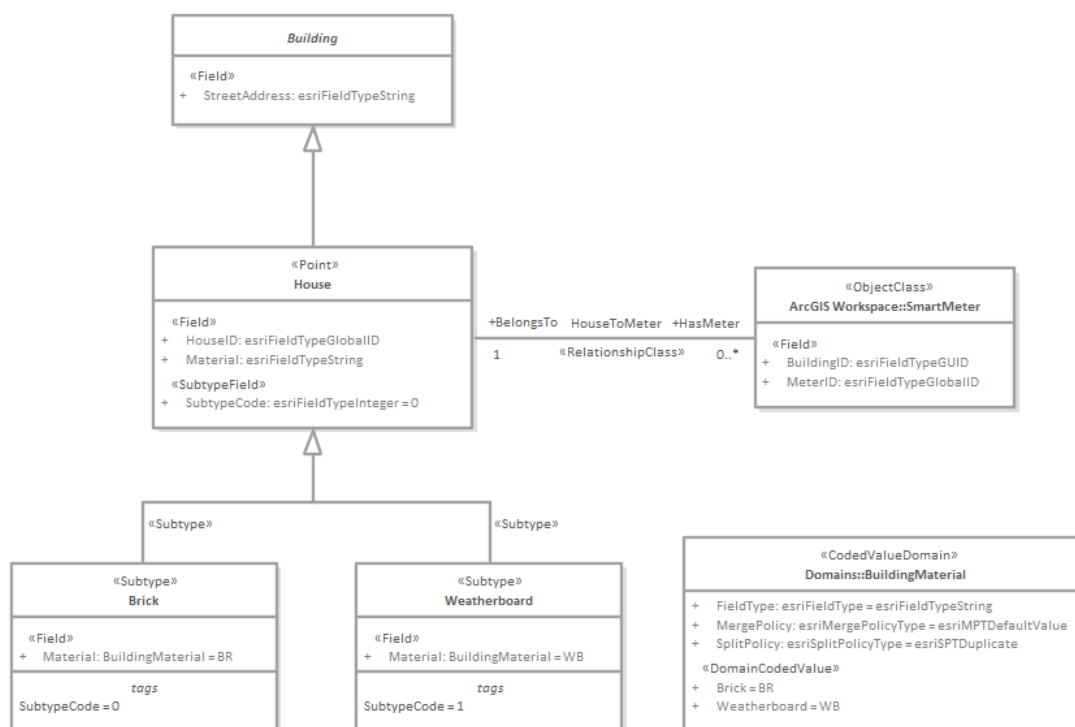 Building
«Field»
+ StreetAddress: esriFieldTypeString
«Point»
House
«Field»
+ HouseID: esriFieldTypeGlobalID
+ Material: esriFieldTypeString
«SubtypeField»
+ SubtypeCode: esriFieldTypeInteger = 0
+BelongsTo HouseToMeter +HasMeter
1 «RelationshipClass» 0..*
«ObjectClass»
ArcGIS Workspace::SmartMeter
«Field»
+ BuildingID: esriFieldTypeGUID
+ MeterID: esriFieldTypeGlobalID
«Subtype»
«Subtype»
«Subtype»
Brick
«Field»
+ Material: BuildingMaterial = BR
tags
SubtypeCode = 0
«Subtype»
Weatherboard
«Field»
+ Material: BuildingMaterial = WB
tags
SubtypeCode = 1
«CodedValueDomain»
Domains::BuildingMaterial
+ FieldType: esriFieldType = esriFieldTypeString
+ MergePolicy: esriMergePolicyType = esriMPTDefaultValue
+ SplitPolicy: esriSplitPolicyType = esriSPTDuplicate
«DomainCodedValue»
+ Brick = BR
+ Weatherboard = WB